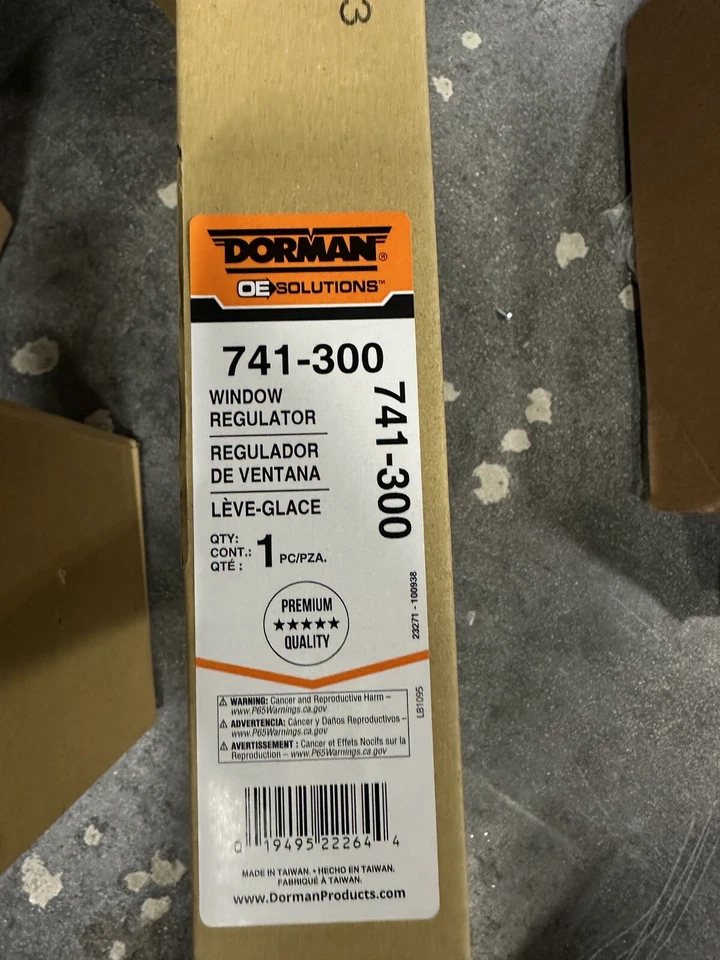 3
DORMAN®
OE SOLUTIONS™
741-300
WINDOW
REGULATOR
REGULADOR
DE VENTANA
LÈVE-GLACE
741-300
QTY:
CONT.: 1 PC/PZA.
QTÉ :
23271 - 100938
PREMIUM
★★★★★
QUALITY
LB1095
⚠ WARNING: Cancer and Reproductive Harm –
www.P65Warnings.ca.gov
⚠ ADVERTENCIA: Cáncer y Daños Reproductivos –
www.P65Warnings.ca.gov
⚠ AVERTISSEMENT : Cancer et Effets Nocifs sur la
Reproduction – www.P65Warnings.ca.gov
0 19495 22264 4
MADE IN TAIWAN. • HECHO EN TAIWAN.
FABRIQUÉ À TAIWAN.
www.DormanProducts.com